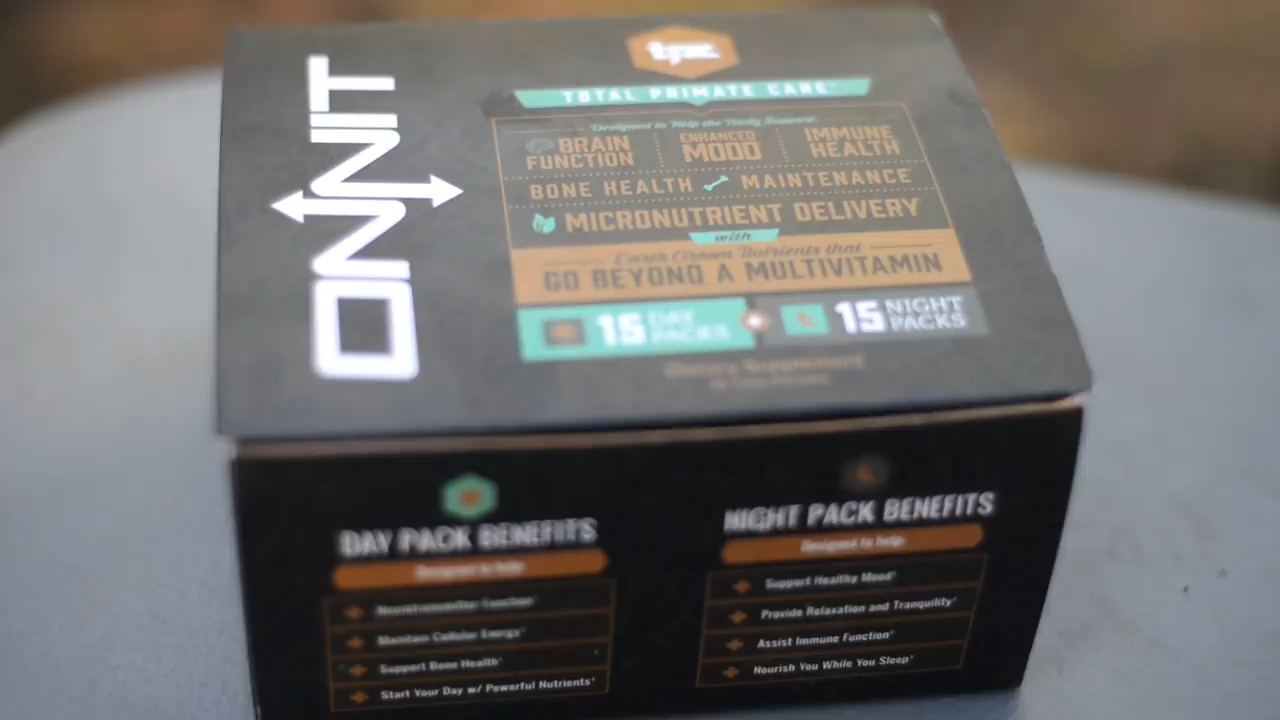 ONNIT
tpc
TOTAL PRIMATE CARE
Designed to Help the Body Support
BRAIN FUNCTION
ENHANCED MOOD
IMMUNE HEALTH
BONE HEALTH MAINTENANCE
MICRONUTRIENT DELIVERY
with
Earth Grown Nutrients that
GO BEYOND A MULTIVITAMIN
15 DAY PACKS
15 NIGHT PACKS
Dietary Supplement
DAY PACK BENEFITS
Designed to help
Neurotransmitter Function*
Maintain Cellular Energy*
Support Bone Health*
Start Your Day w/ Powerful Nutrients*
NIGHT PACK BENEFITS
Designed to help
Support Healthy Mood*
Provide Relaxation and Tranquility*
Assist Immune Function*
Nourish You While You Sleep*